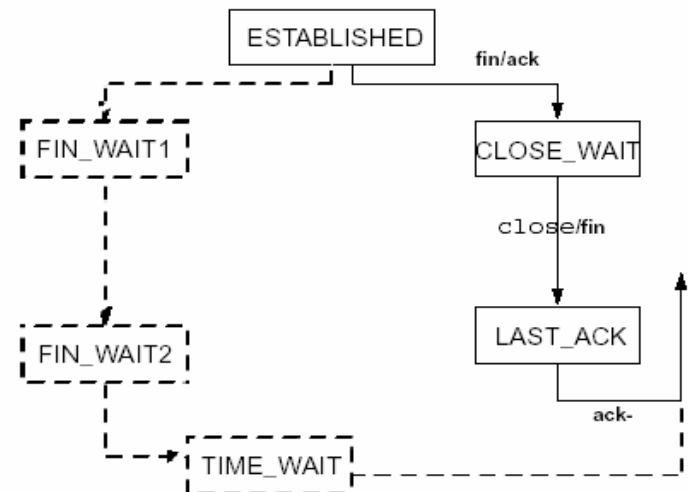 ESTABLISHED
fin/ack
FIN_WAIT1
CLOSE_WAIT
close/fin
FIN_WAIT2
LAST_ACK
ack-
TIME_WAIT